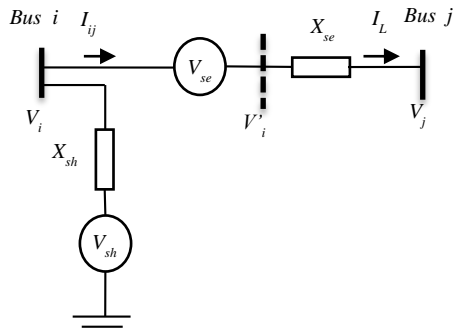 Bus i
I_ij
X_se
I_L
Bus j
V_se
V_i
V'_i
V_j
X_sh
V_sh